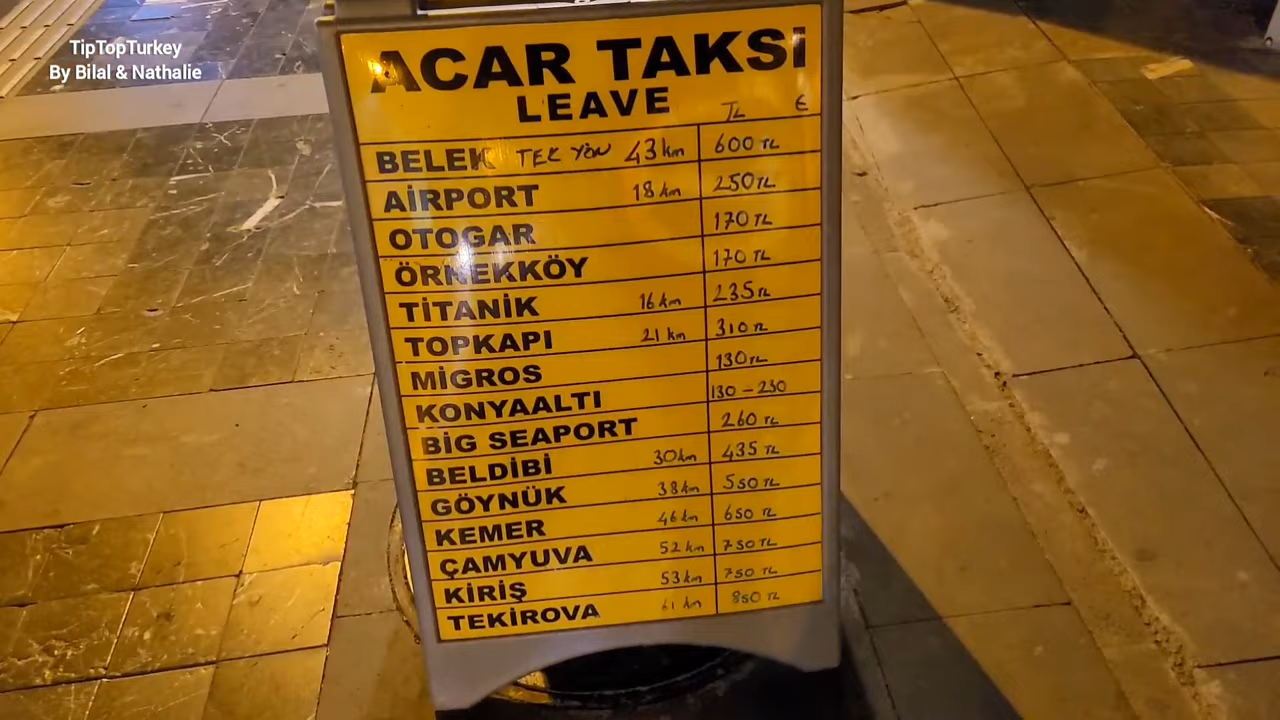 TipTopTurkey
By Bilal & Nathalie
ACAR TAKSİ
LEAVE TL €
BELEK TEK YÖN 43 km 600 TL
AİRPORT 18 km 250 TL
OTOGAR 170 TL
ÖRNEKKÖY 170 TL
TİTANİK 16 km 235 TL
TOPKAPI 21 km 310 TL
MİGROS 130 TL
KONYAALTI 130 - 230
BİG SEAPORT 260 TL
BELDİBİ 30 km 435 TL
GÖYNÜK 38 km 550 TL
KEMER 46 km 650 TL
ÇAMYUVA 52 km 750 TL
KİRİŞ 53 km 750 TL
TEKİROVA 61 km 850 TL